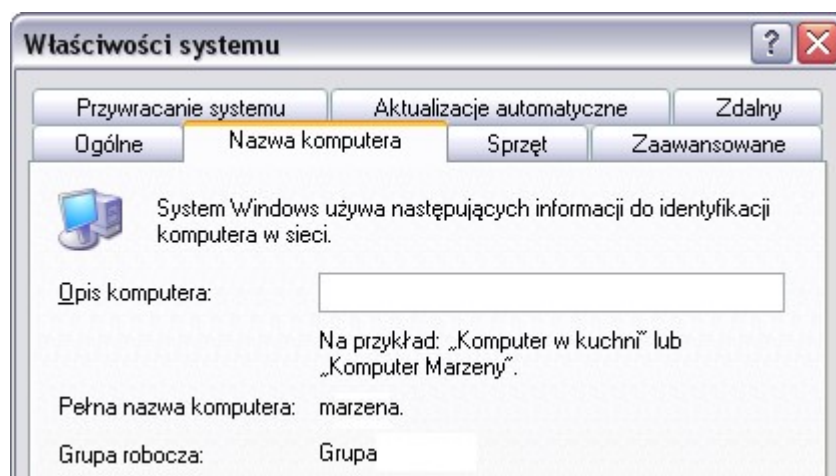 Właściwości systemu
Przywracanie systemu Aktualizacje automatyczne Zdalny
Ogólne Nazwa komputera Sprzęt Zaawansowane
System Windows używa następujących informacji do identyfikacji
komputera w sieci.
Opis komputera:
Na przykład: „Komputer w kuchni” lub
„Komputer Marzeny”.
Pełna nazwa komputera: marzena.
Grupa robocza: Grupa